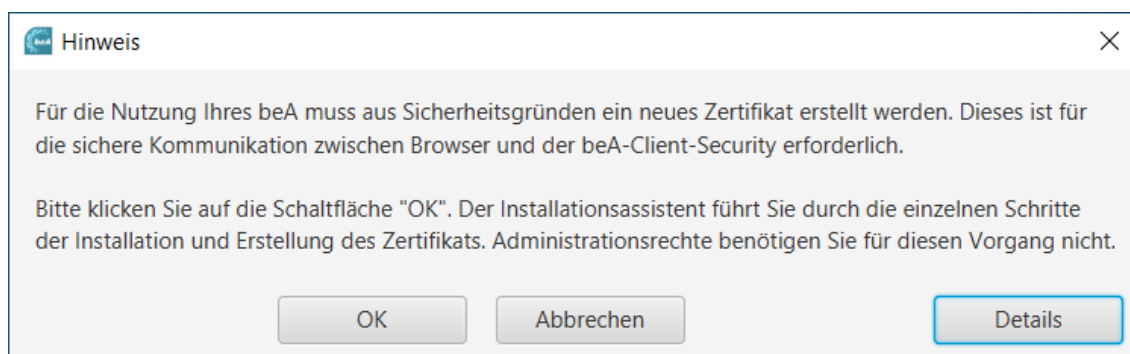 beA Hinweis
Für die Nutzung Ihres beA muss aus Sicherheitsgründen ein neues Zertifikat erstellt werden. Dieses ist für
die sichere Kommunikation zwischen Browser und der beA-Client-Security erforderlich.
Bitte klicken Sie auf die Schaltfläche "OK". Der Installationsassistent führt Sie durch die einzelnen Schritte
der Installation und Erstellung des Zertifikats. Administrationsrechte benötigen Sie für diesen Vorgang nicht.
OK Abbrechen Details